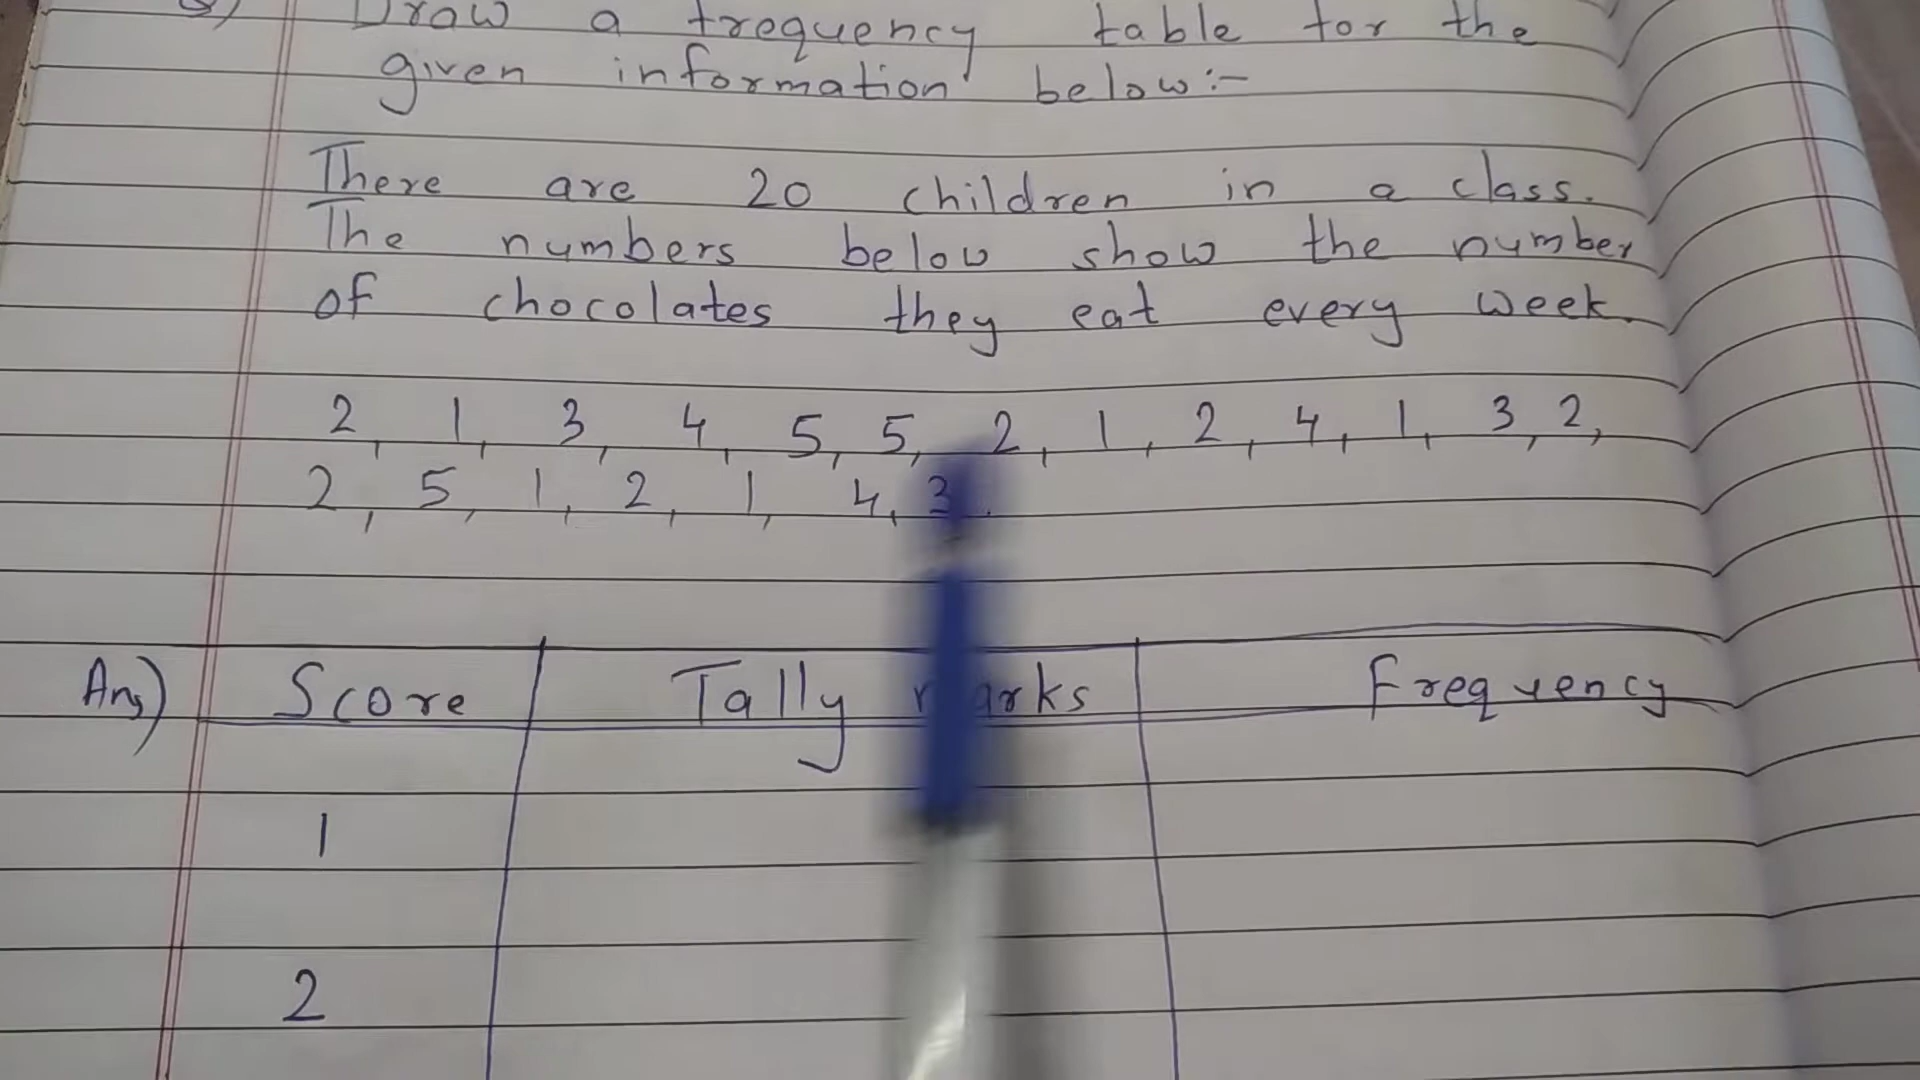 Draw a frequency table for the
given information below:-
There are 20 children in a class.
The numbers below show the number
of chocolates they eat every week.
2, 1, 3, 4, 5, 5, 2, 1, 2, 4, 1, 3, 2,
2, 5, 1, 2, 1, 4, 3.
Ans) Score Tally marks Frequency
1
2